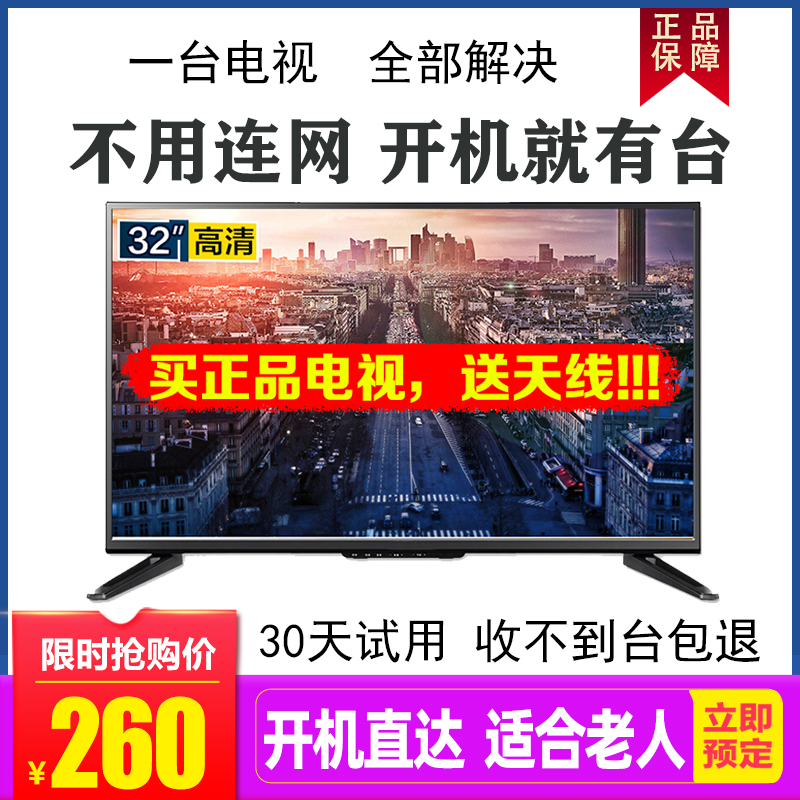 一台电视 全部解决
正品
保障
不用连网 开机就有台
32" 高清
买正品电视，送天线!!!
30天试用 收不到台包退
限时抢购价
¥260
开机直达 适合老人
立即
预定